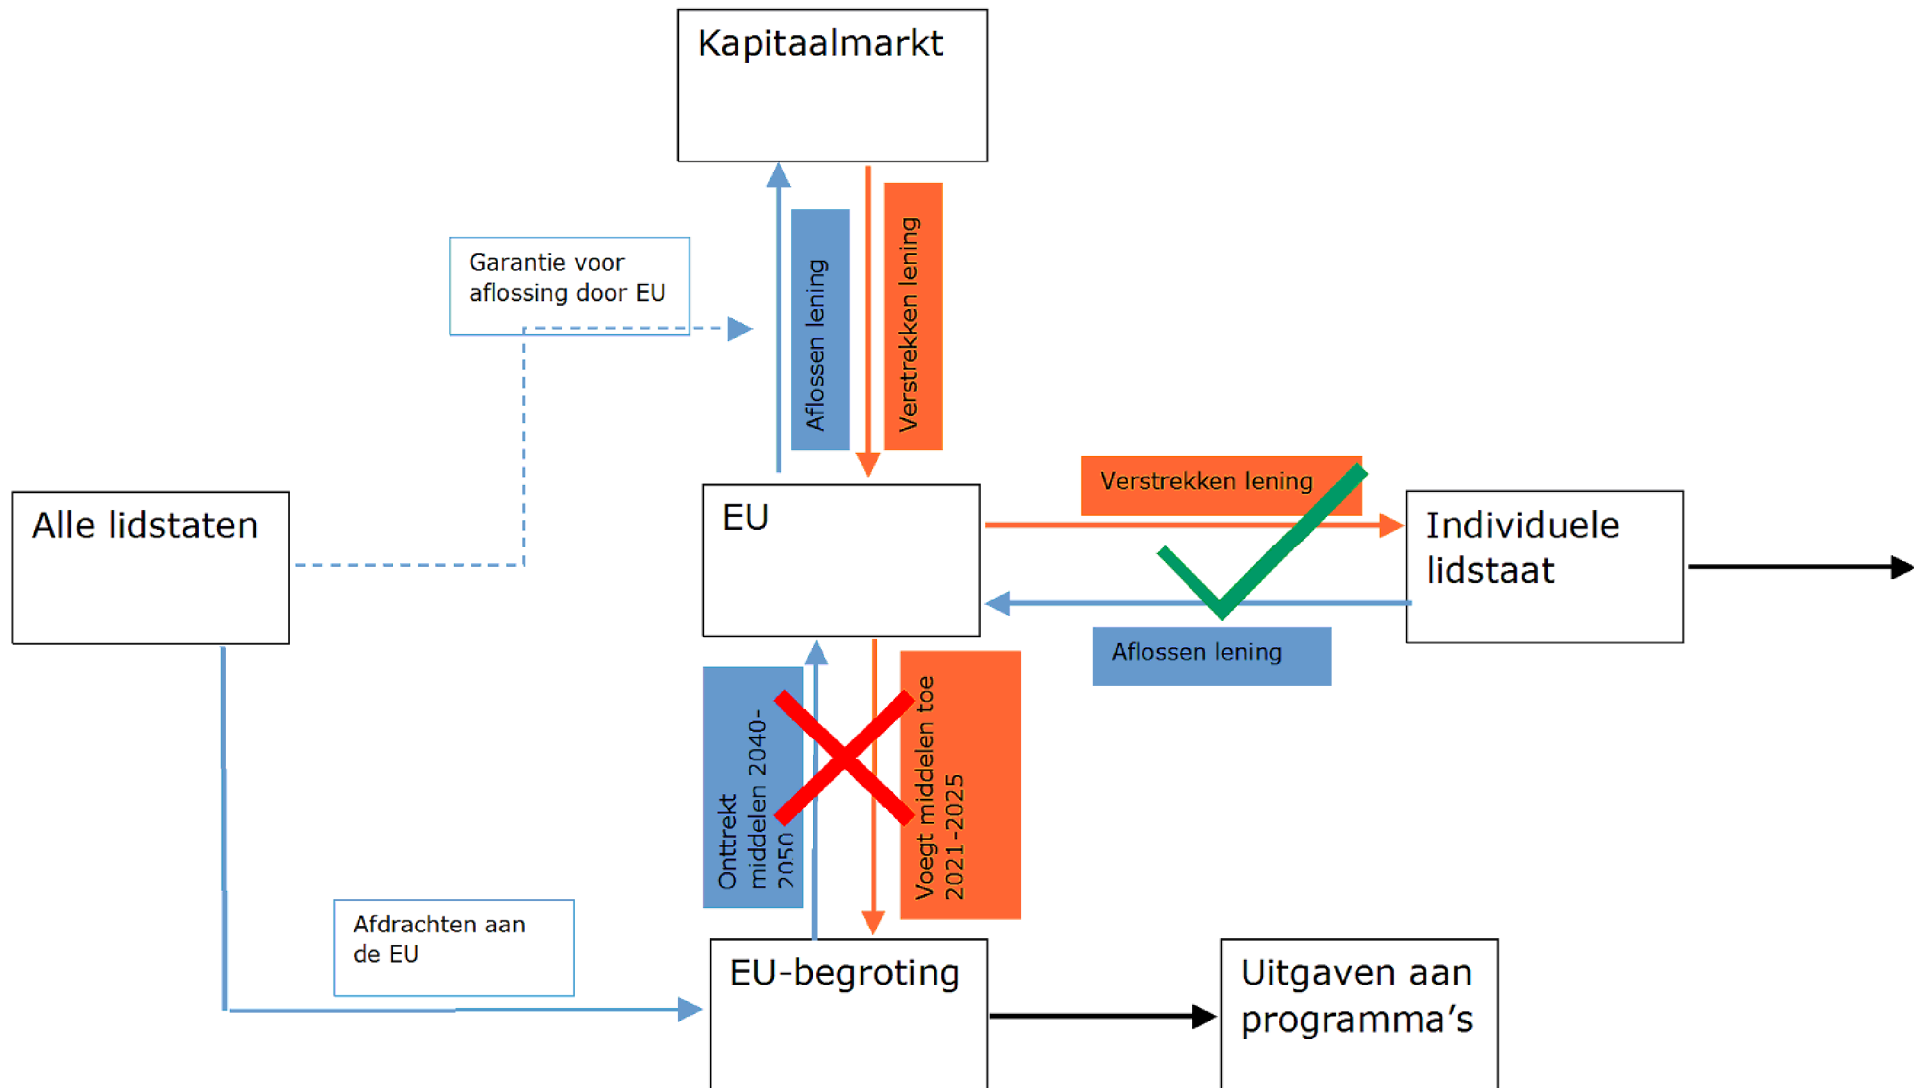 Kapitaalmarkt
Garantie voor
aflossing door EU
Aflossen lening
Verstrekken lening
Alle lidstaten
EU
Verstrekken lening
Individuele
lidstaat
Aflossen lening
Onttrekt
middelen 2040-
2050
Voegt middelen toe
2021-2025
Afdrachten aan
de EU
EU-begroting
Uitgaven aan
programma’s